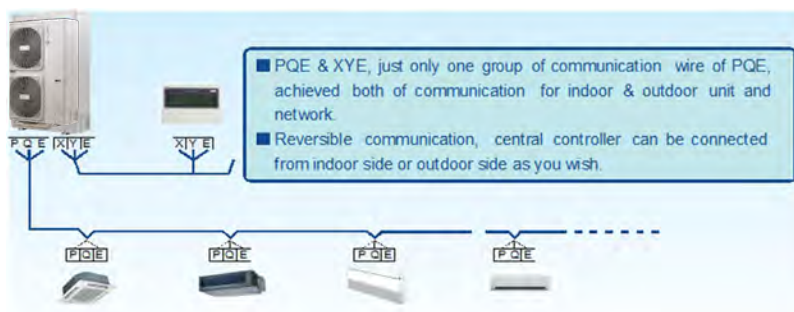 ■ PQE & XYE, just only one group of communication wire of PQE,
achieved both of communication for indoor & outdoor unit and
network.
■ Reversible communication, central controller can be connected
from indoor side or outdoor side as you wish.
P Q E X Y E X Y E
P Q E P Q E P Q E P Q E